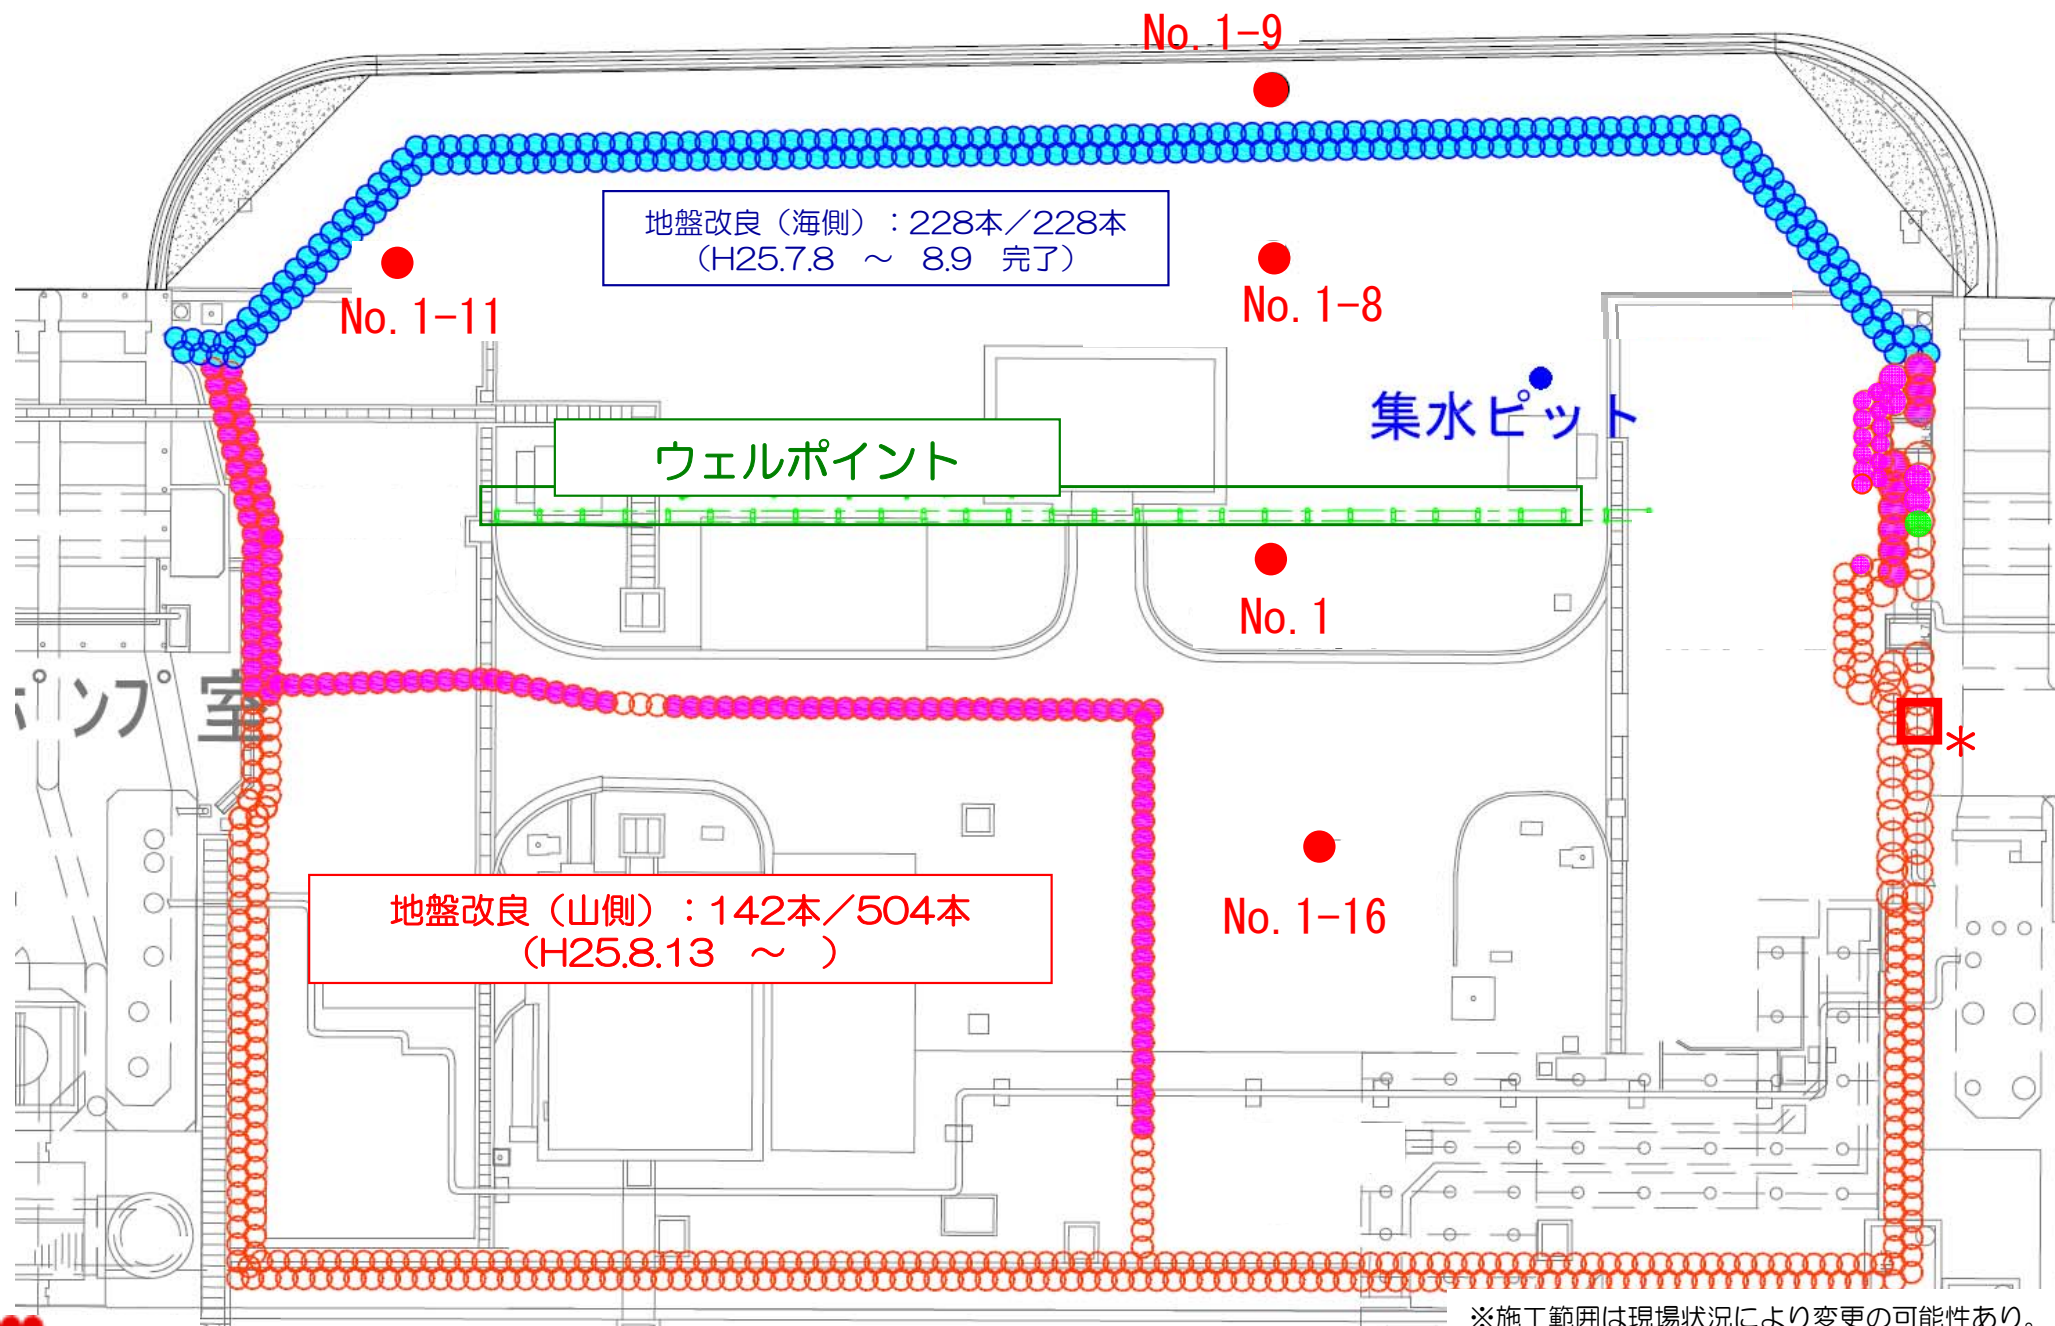 No.1-9
地盤改良（海側）：228本／228本
（H25.7.8　～　8.9　完了）
No.1-11
No.1-8
集水ピット
ウェルポイント
No.1
ンプ室
*
地盤改良（山側）：142本／504本
（H25.8.13　～　）
No.1-16
※施工範囲は現場状況により変更の可能性あり。